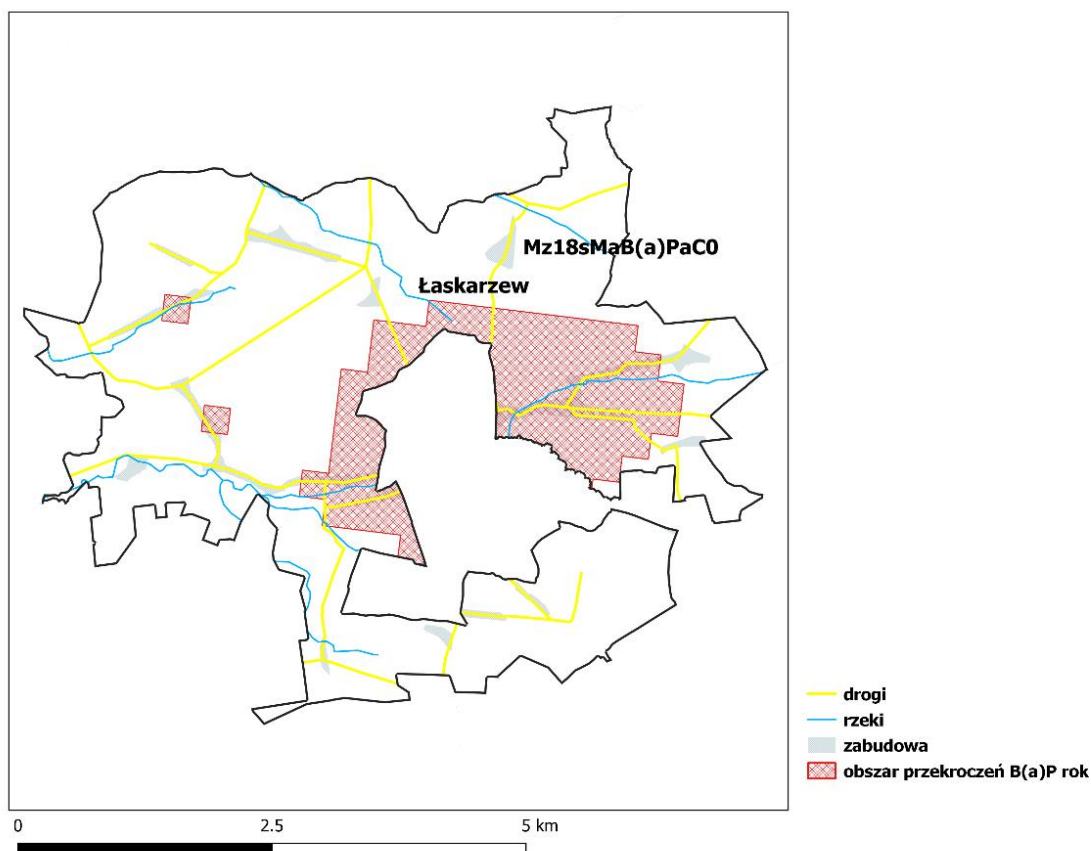 Mz18sMaB(a)PaC0
Łaskarzew
drogi
rzeki
zabudowa
obszar przekroczeń B(a)P rok
0 2.5 5 km